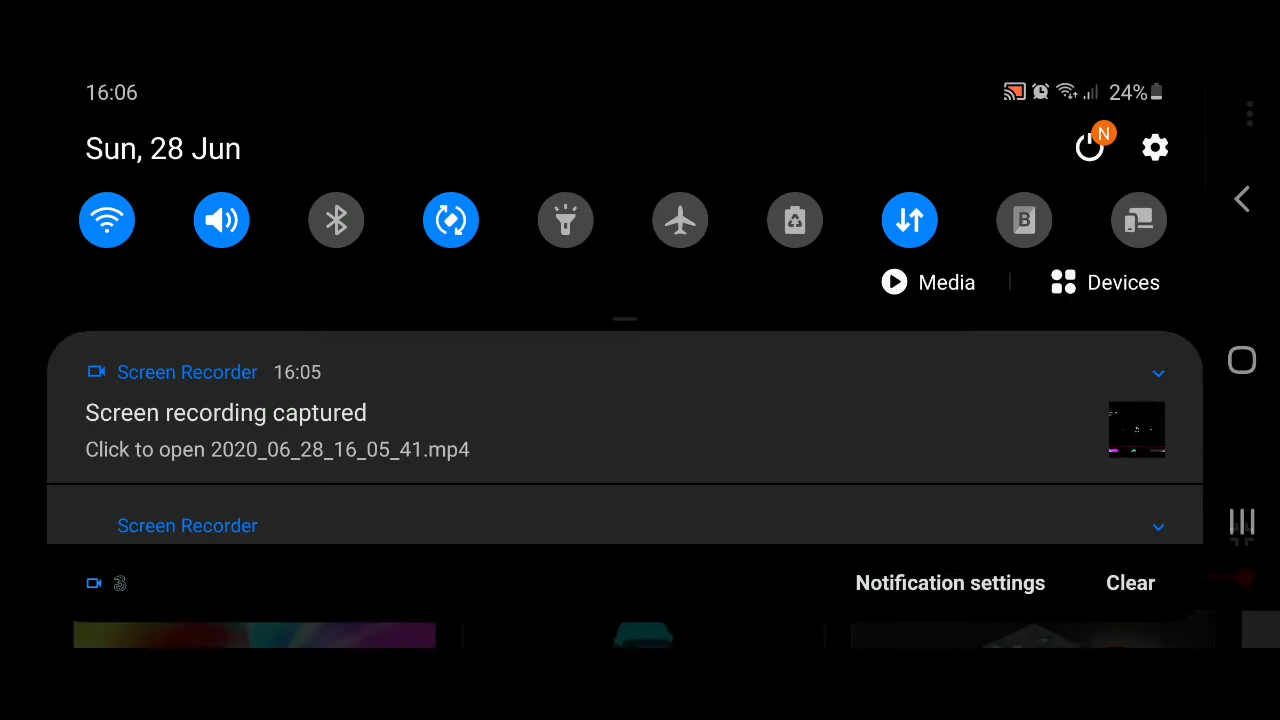 16:06
24%
Sun, 28 Jun
N
B
Media
Devices
Screen Recorder 16:05
Screen recording captured
Click to open 2020_06_28_16_05_41.mp4
Screen Recorder
3
Notification settings
Clear